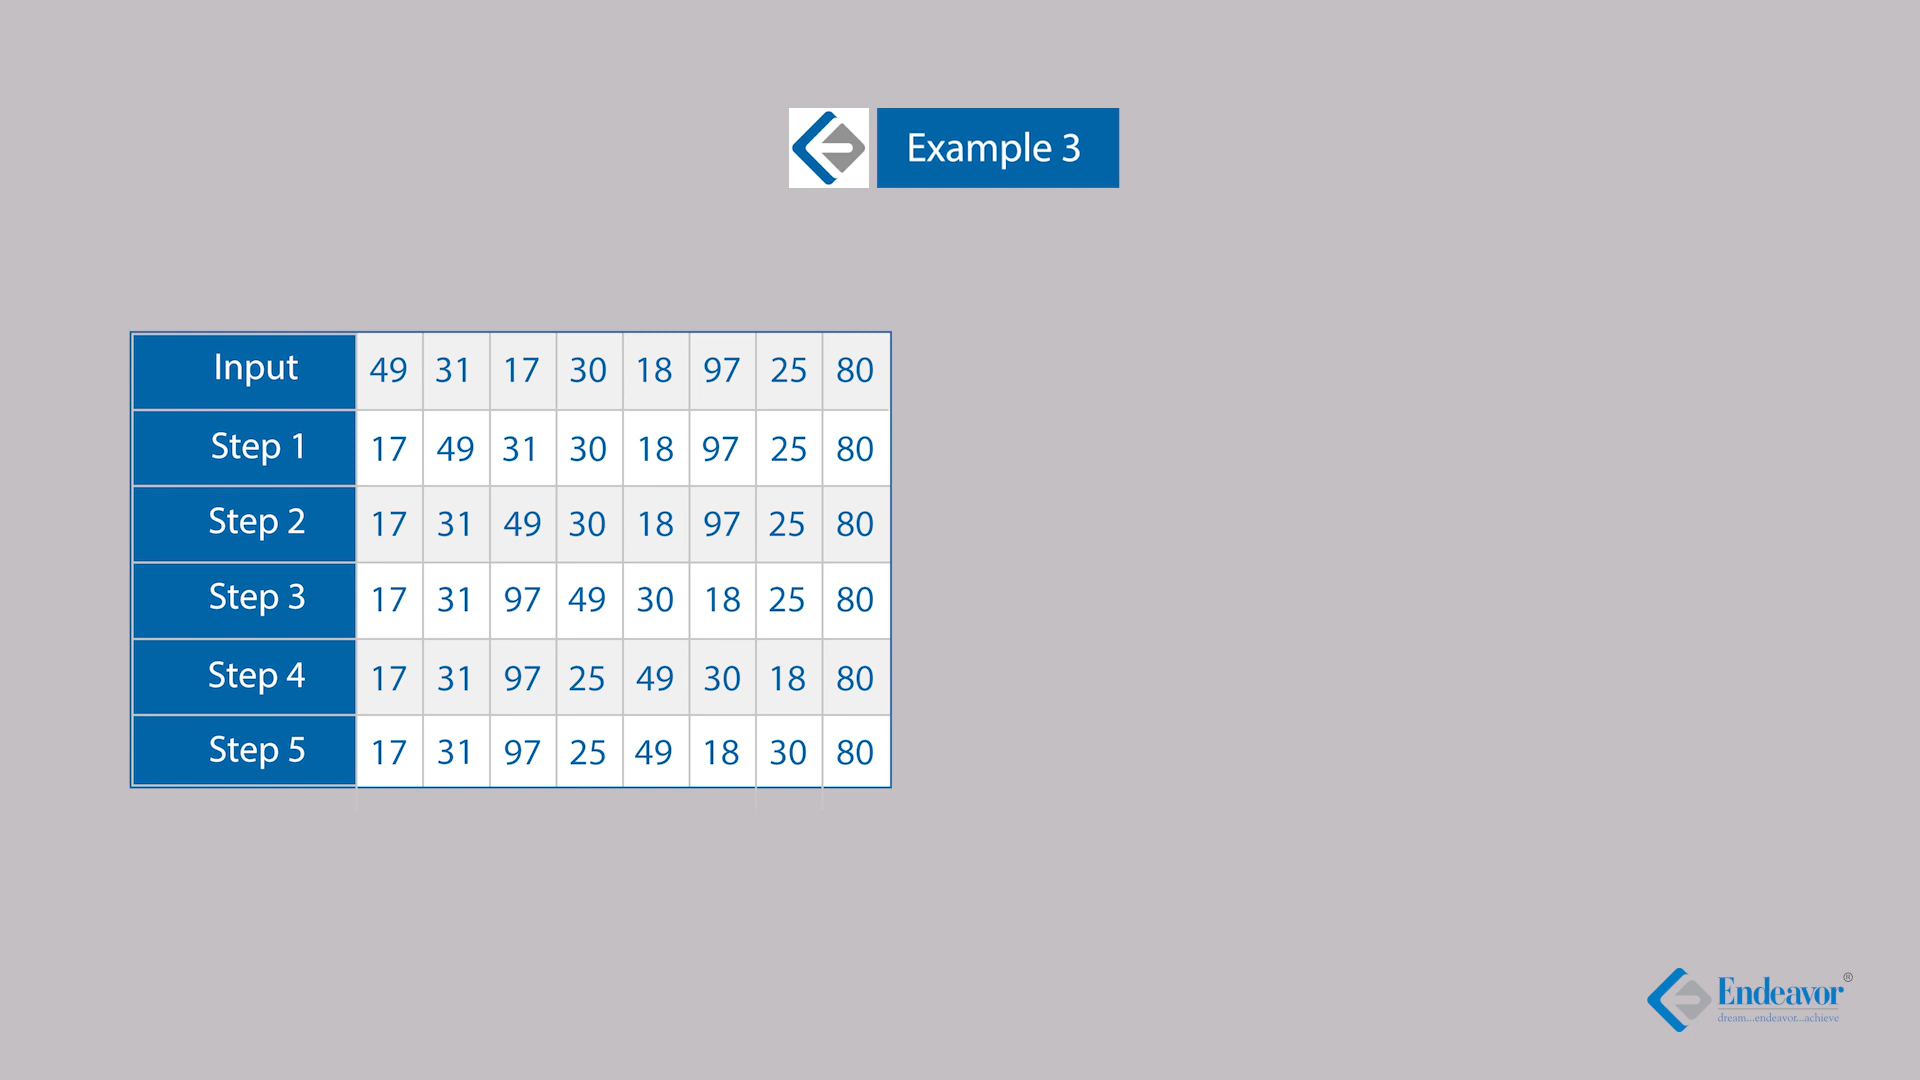 Example 3
Input 49 31 17 30 18 97 25 80
Step 1 17 49 31 30 18 97 25 80
Step 2 17 31 49 30 18 97 25 80
Step 3 17 31 97 49 30 18 25 80
Step 4 17 31 97 25 49 30 18 80
Step 5 17 31 97 25 49 18 30 80
Endeavor®
dream...endeavor...achieve